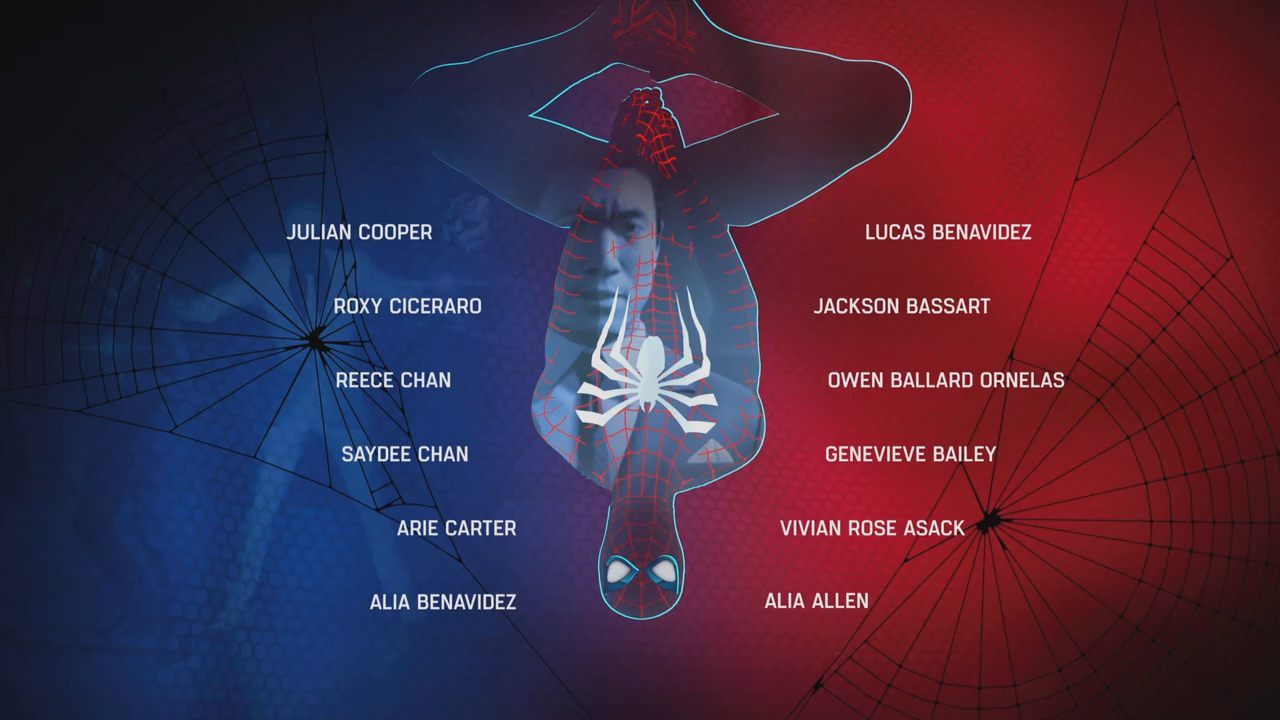 JULIAN COOPER
ROXY CICERARO
REECE CHAN
SAYDEE CHAN
ARIE CARTER
ALIA BENAVIDEZ
LUCAS BENAVIDEZ
JACKSON BASSART
OWEN BALLARD ORNELAS
GENEVIEVE BAILEY
VIVIAN ROSE ASACK
ALIA ALLEN